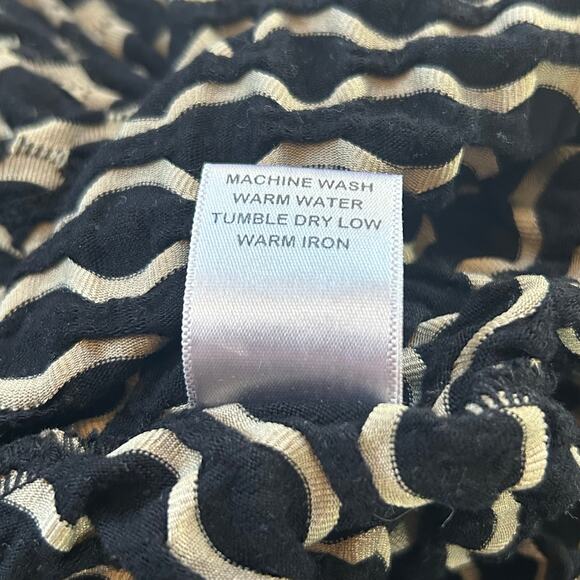 MACHINE WASH
WARM WATER
TUMBLE DRY LOW
WARM IRON